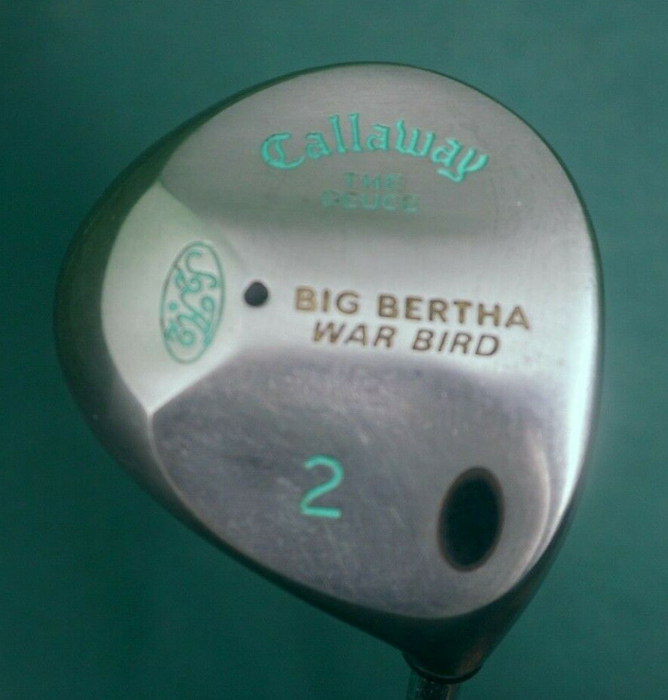 Callaway
THE
DEUCE
BIG BERTHA
WAR BIRD
2